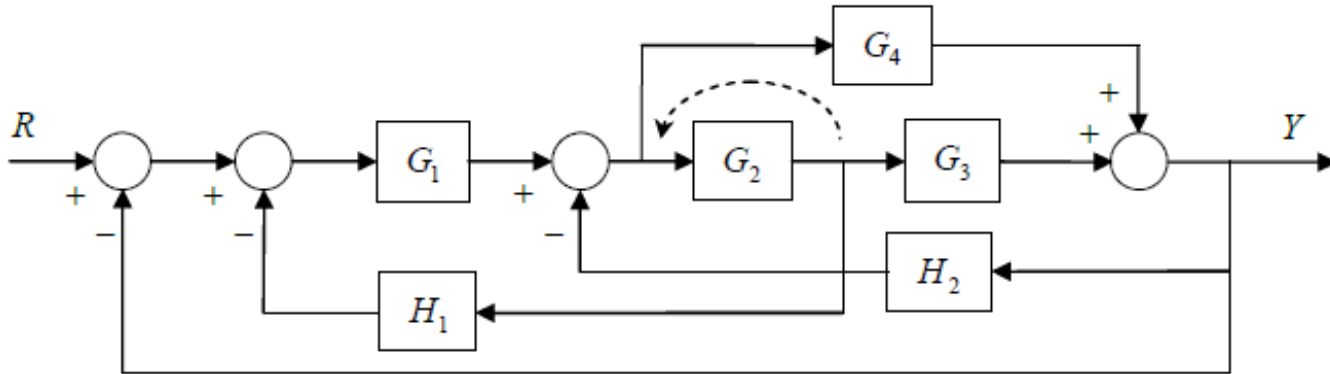 G₄
R
Y
+
+
G₁
G₂
G₃
+
+
+
−
−
−
H₂
H₁